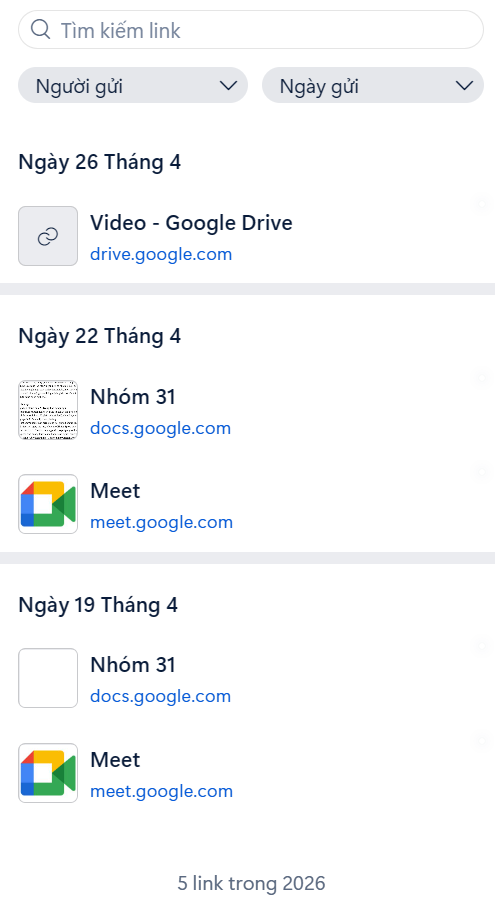 Tìm kiếm link
Người gửi
Ngày gửi
Ngày 26 Tháng 4
Video - Google Drive
drive.google.com
Ngày 22 Tháng 4
Nhóm 31
docs.google.com
Meet
meet.google.com
Ngày 19 Tháng 4
Nhóm 31
docs.google.com
Meet
meet.google.com
5 link trong 2026